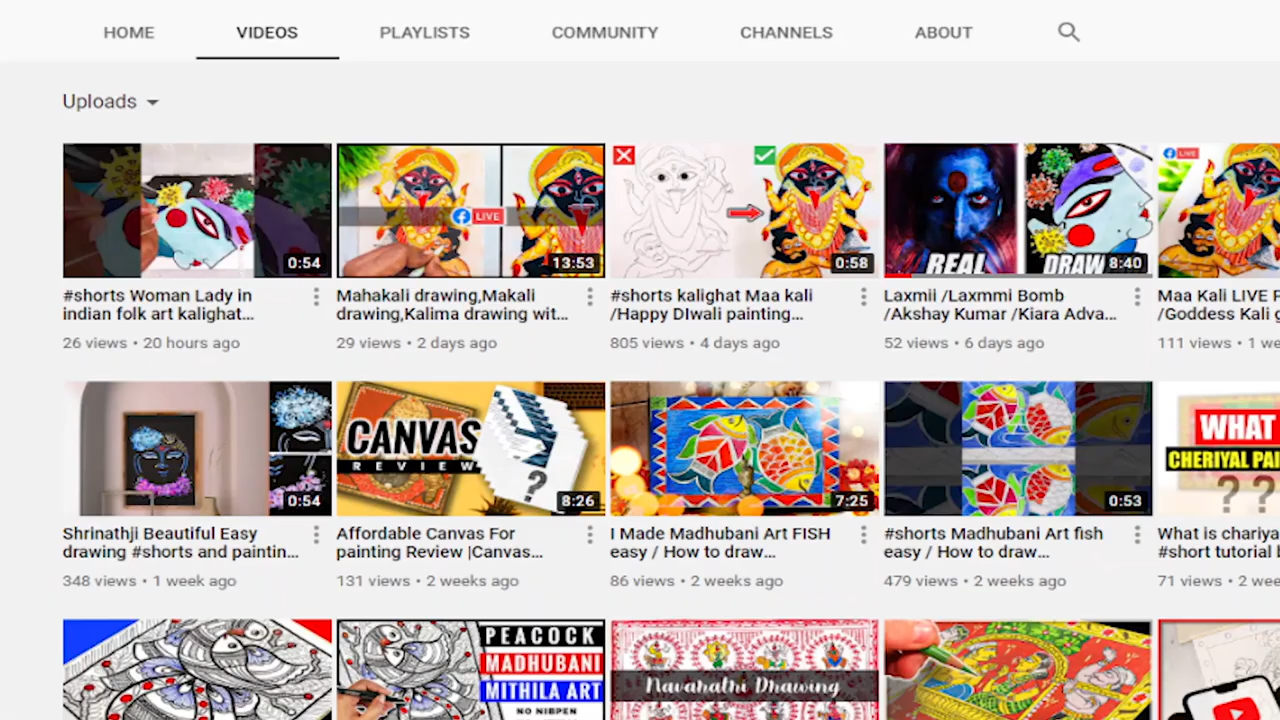 HOME VIDEOS PLAYLISTS COMMUNITY CHANNELS ABOUT
Uploads
LIVE
LIVE
REAL
DRAW
0:54
13:53
0:58
8:40
#shorts Woman Lady in
indian folk art kalighat...
26 views • 20 hours ago
Mahakali drawing,Makali
drawing,Kalima drawing wit...
29 views • 2 days ago
#shorts kalighat Maa kali
/Happy DIwali painting...
805 views • 4 days ago
Laxmii /Laxmmi Bomb
/Akshay Kumar /Kiara Adva...
52 views • 6 days ago
Maa Kali LIVE
/Goddess Kali
111 views • 1
CANVAS
REVIEW
?
WHAT
CHERIYAL
? ?
0:54
8:26
7:25
0:53
Shrinathji Beautiful Easy
drawing #shorts and paintin...
348 views • 1 week ago
Affordable Canvas For
painting Review |Canvas...
131 views • 2 weeks ago
I Made Madhubani Art FISH
easy / How to draw...
86 views • 2 weeks ago
#shorts Madhubani Art fish
easy / How to draw...
479 views • 2 weeks ago
What is chariya
#short tutorial
71 views • 2
PEACOCK
MADHUBANI
MITHILA ART
NO NIBPEN
Navaratri Drawing